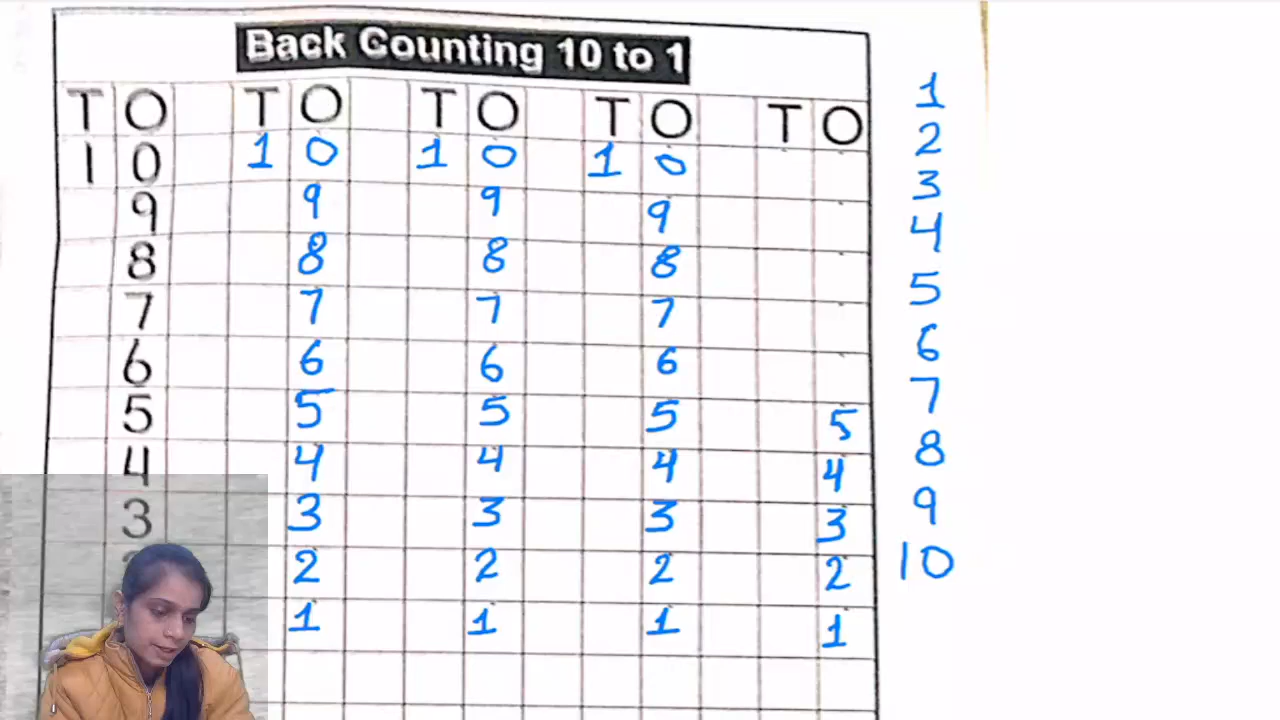 Back Counting 10 to 1
T O T O T O T O T O
1 0 1 0 1 0 1 0
9 9 9 9
8 8 8 8
7 7 7 7
6 6 6 6
5 5 5 5 5
4 4 4 4 4
3 3 3 3 3
2 2 2 2
1 1 1 1
1
2
3
4
5
6
7
8
9
10